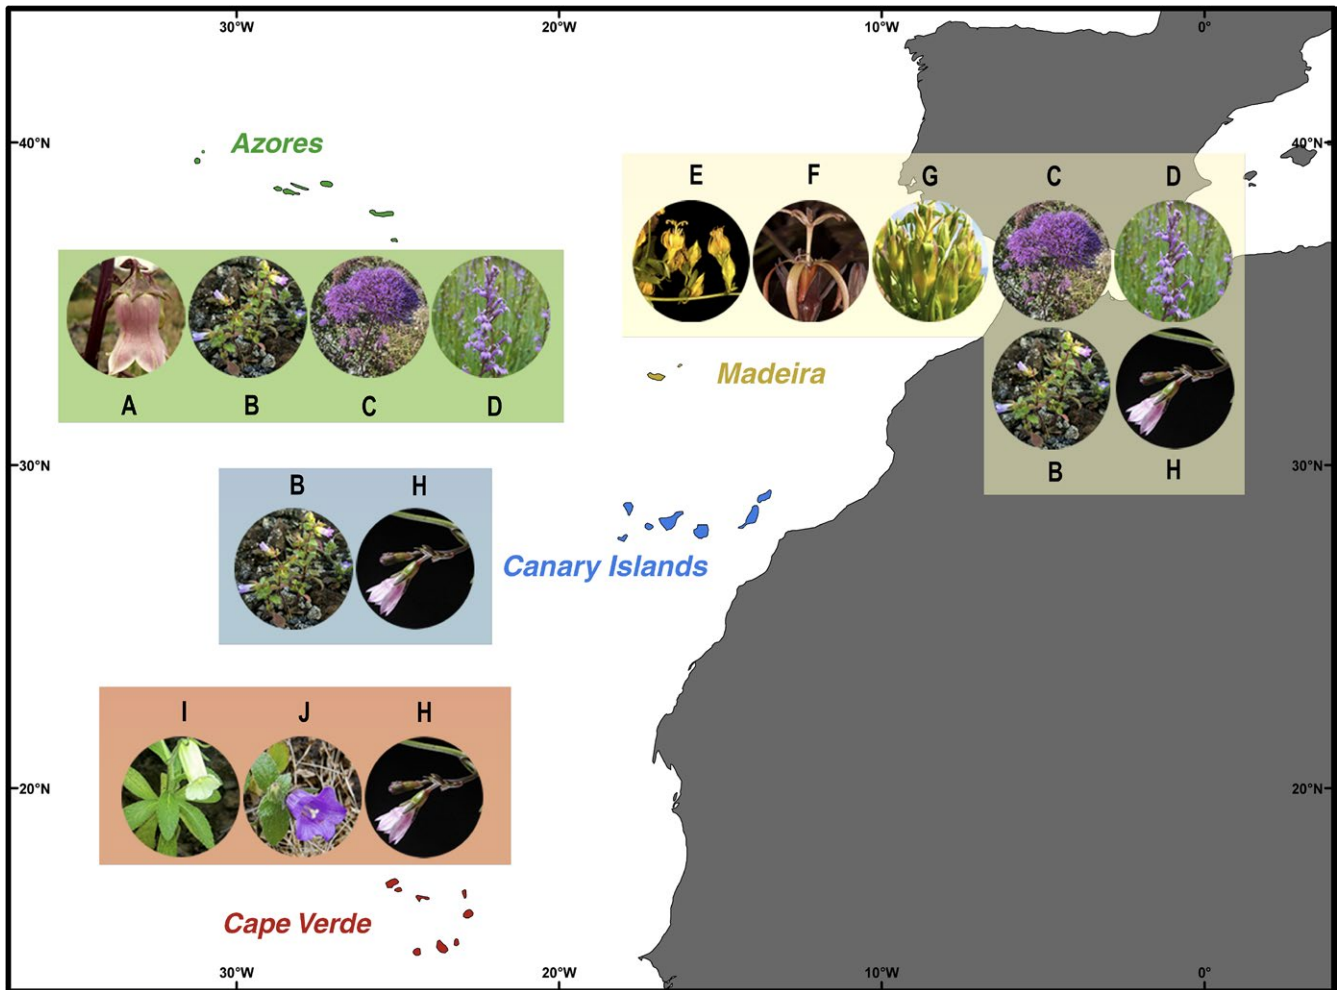 30°W 20°W 10°W 0°
40°N 40°N
Azores
E F G C D
A B C D
Madeira
B H
30°N 30°N
B H
Canary Islands
I J H
20°N 20°N
Cape Verde
30°W 20°W 10°W 0°